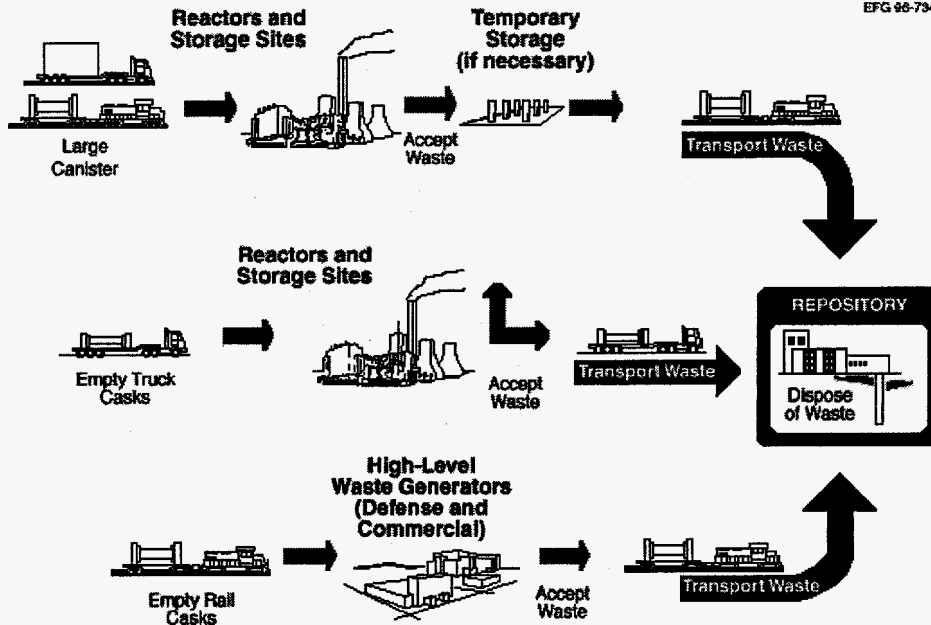 EFG 96-734
Reactors and
Storage Sites
Temporary
Storage
(if necessary)
Large
Canister
Accept
Waste
Transport Waste
Reactors and
Storage Sites
Empty Truck
Casks
Accept
Waste
Transport Waste
REPOSITORY
Dispose
of Waste
High-Level
Waste Generators
(Defense and
Commercial)
Empty Rail
Casks
Accept
Waste
Transport Waste